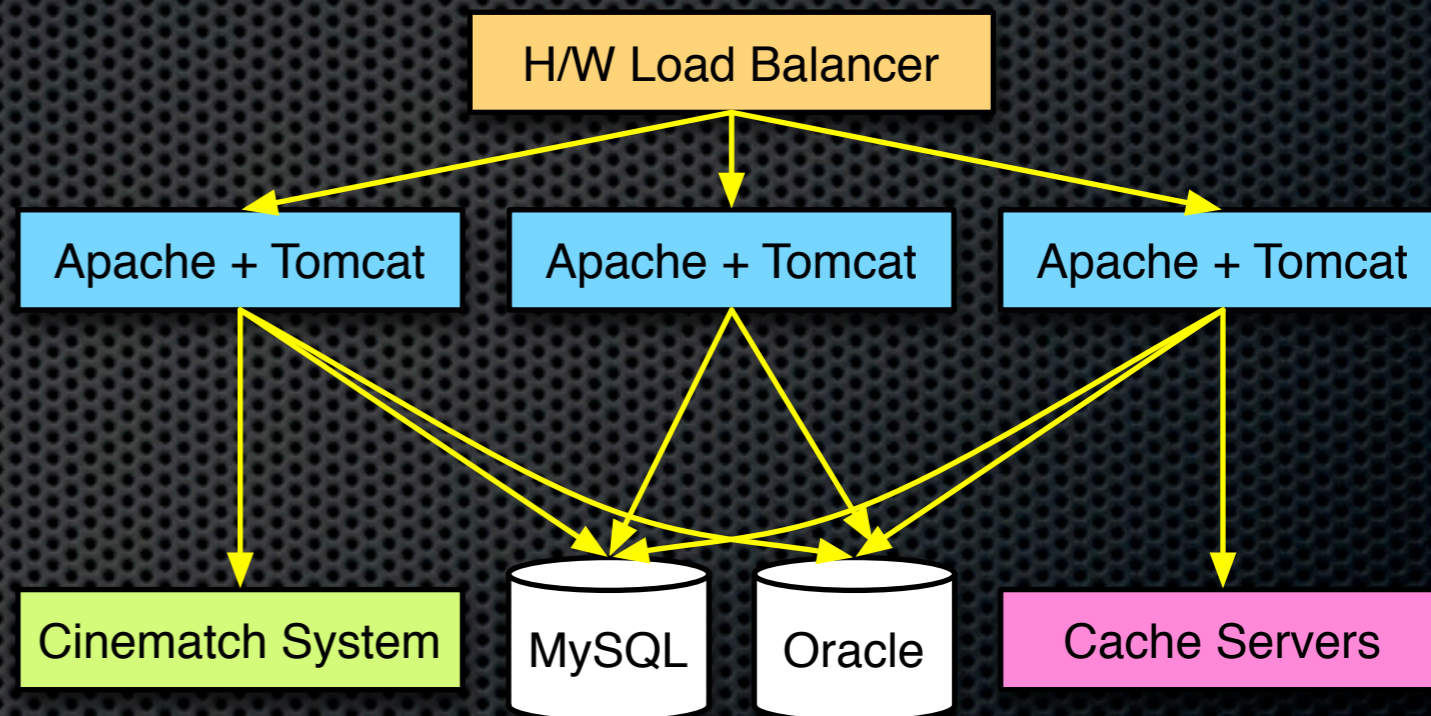 H/W Load Balancer
Apache + Tomcat
Apache + Tomcat
Apache + Tomcat
Cinematch System
MySQL
Oracle
Cache Servers